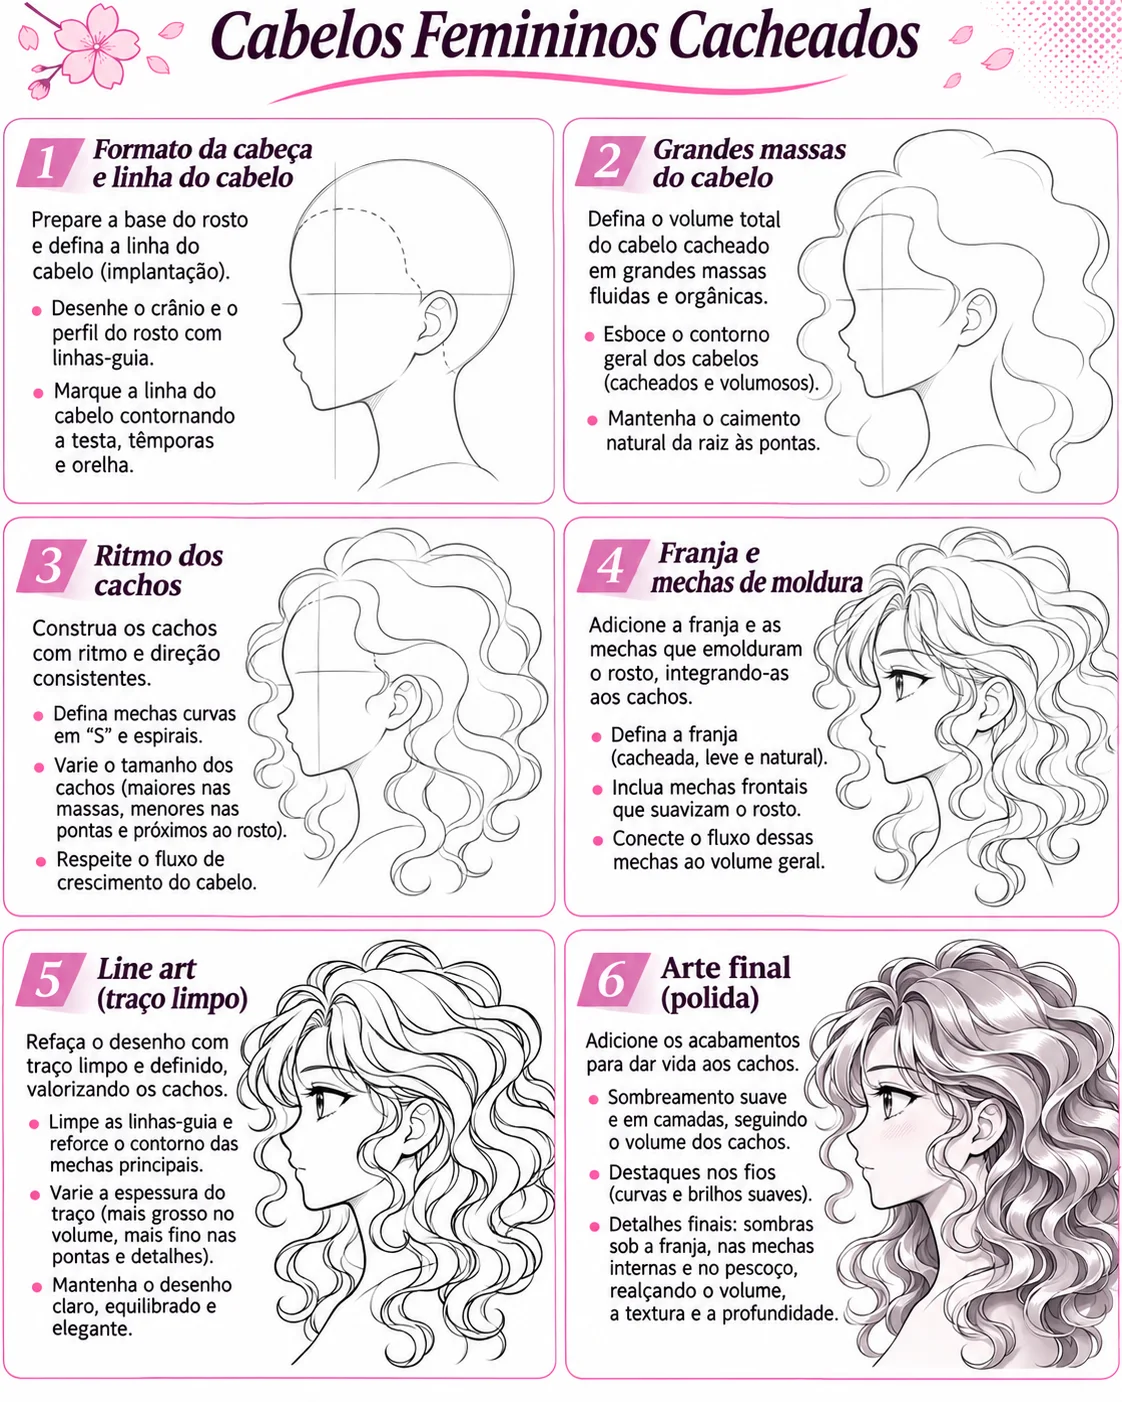 Cabelos Femininos Cacheados
1
Formato da cabeça
e linha do cabelo
Prepare a base do rosto
e defina a linha do
cabelo (implantação).
Desenhe o crânio e o
perfil do rosto com
linhas-guia.
Marque a linha do
cabelo contornando
a testa, têmporas
e orelha.
2
Grandes massas
do cabelo
Defina o volume total
do cabelo cacheado
em grandes massas
fluidas e orgânicas.
Esboce o contorno
geral dos cabelos
(cacheados e volumosos).
Mantenha o caimento
natural da raiz às pontas.
3
Ritmo dos
cachos
Construa os cachos
com ritmo e direção
consistentes.
Defina mechas curvas
em “S” e espirais.
Varie o tamanho dos
cachos (maiores nas
massas, menores nas
pontas e próximos ao rosto).
Respeite o fluxo de
crescimento do cabelo.
4
Franja e
mechas de moldura
Adicione a franja e as
mechas que emolduram
o rosto, integrando-as
aos cachos.
Defina a franja
(cacheada, leve e natural).
Inclua mechas frontais
que suavizam o rosto.
Conecte o fluxo dessas
mechas ao volume geral.
5
Line art
(traço limpo)
Refaça o desenho com
traço limpo e definido,
valorizando os cachos.
Limpe as linhas-guia e
reforce o contorno das
mechas principais.
Varie a espessura do
traço (mais grosso no
volume, mais fino nas
pontas e detalhes).
Mantenha o desenho
claro, equilibrado e
elegante.
6
Arte final
(polida)
Adicione os acabamentos
para dar vida aos cachos.
Sombreamento suave
e em camadas, seguindo
o volume dos cachos.
Destaques nos fios
(curvas e brilhos suaves).
Detalhes finais: sombras
sob a franja, nas mechas
internas e no pescoço,
realçando o volume,
a textura e a profundidade.